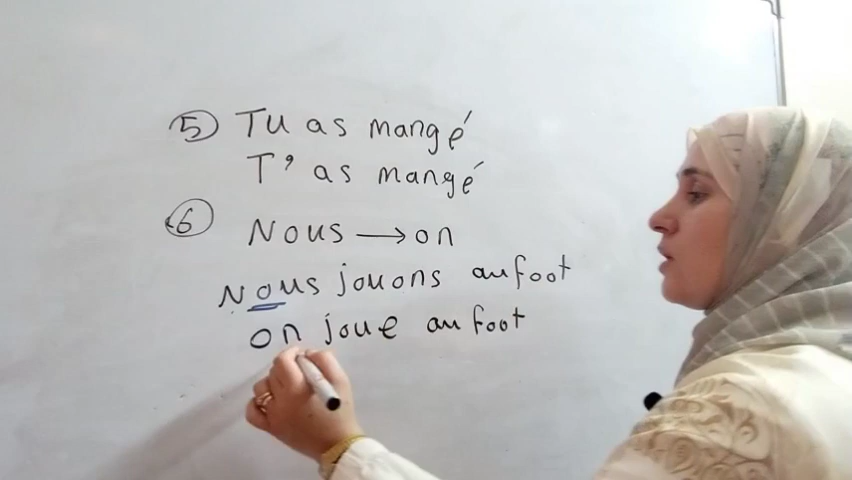 5 Tu as mangé
T' as mangé
6 Nous → on
Nous jouons au foot
on joue au foot